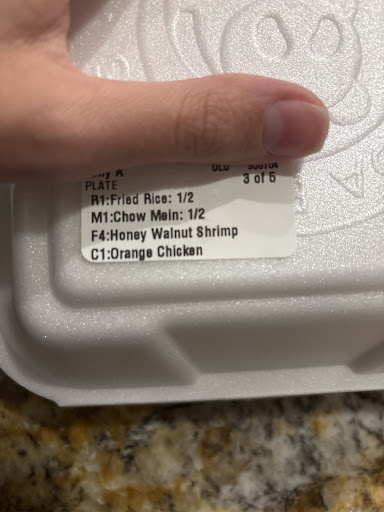 A
PLATE 3 of 5
R1:Fried Rice: 1/2
M1:Chow Mein: 1/2
F4:Honey Walnut Shrimp
C1:Orange Chicken